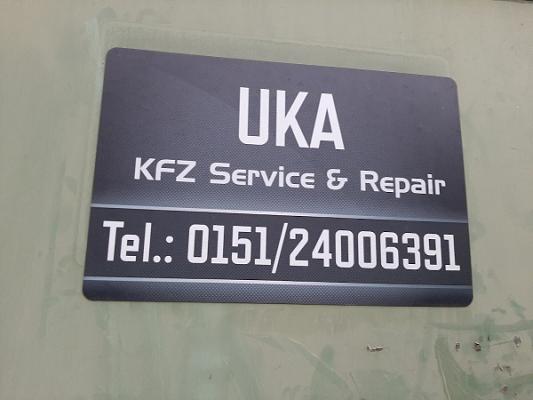 UKA
KFZ Service & Repair
Tel.: 0151/24006391